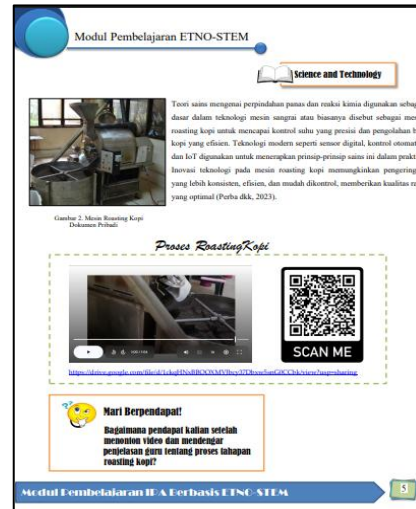 Modul Pembelajaran ETNO-STEM
Science and Technology
Teori sains mengenai perpindahan panas dan reaksi kimia digunakan sebag
dasar dalam teknologi mesin sangrai atau biasanya disebut sebagai me
roasting kopi untuk mencapai kontrol suhu yang presisi dan pengolahan b
kopi yang efisien. Teknologi modern seperti sensor digital, kontrol otomat
dan IoT digunakan untuk menerapkan prinsip-prinsip sains ini dalam prakt
Inovasi teknologi pada mesin roasting kopi memungkinkan pengering
yang lebih konsisten, efisien, dan mudah dikontrol, memberikan kualitas ra
yang optimal (Perba dkk, 2023).
Gambar 2. Mesin Roasting Kopi
Dokumen Pribadi
Proses RoastingKopi
SCAN ME
Mari Berpendapat!
Bagaimana pendapat kalian setelah
menonton video dan mendengar
penjelasan guru tentang proses tahapan
roasting kopi?
Modul Pembelajaran IPA Berbasis ETNO-STEM
5